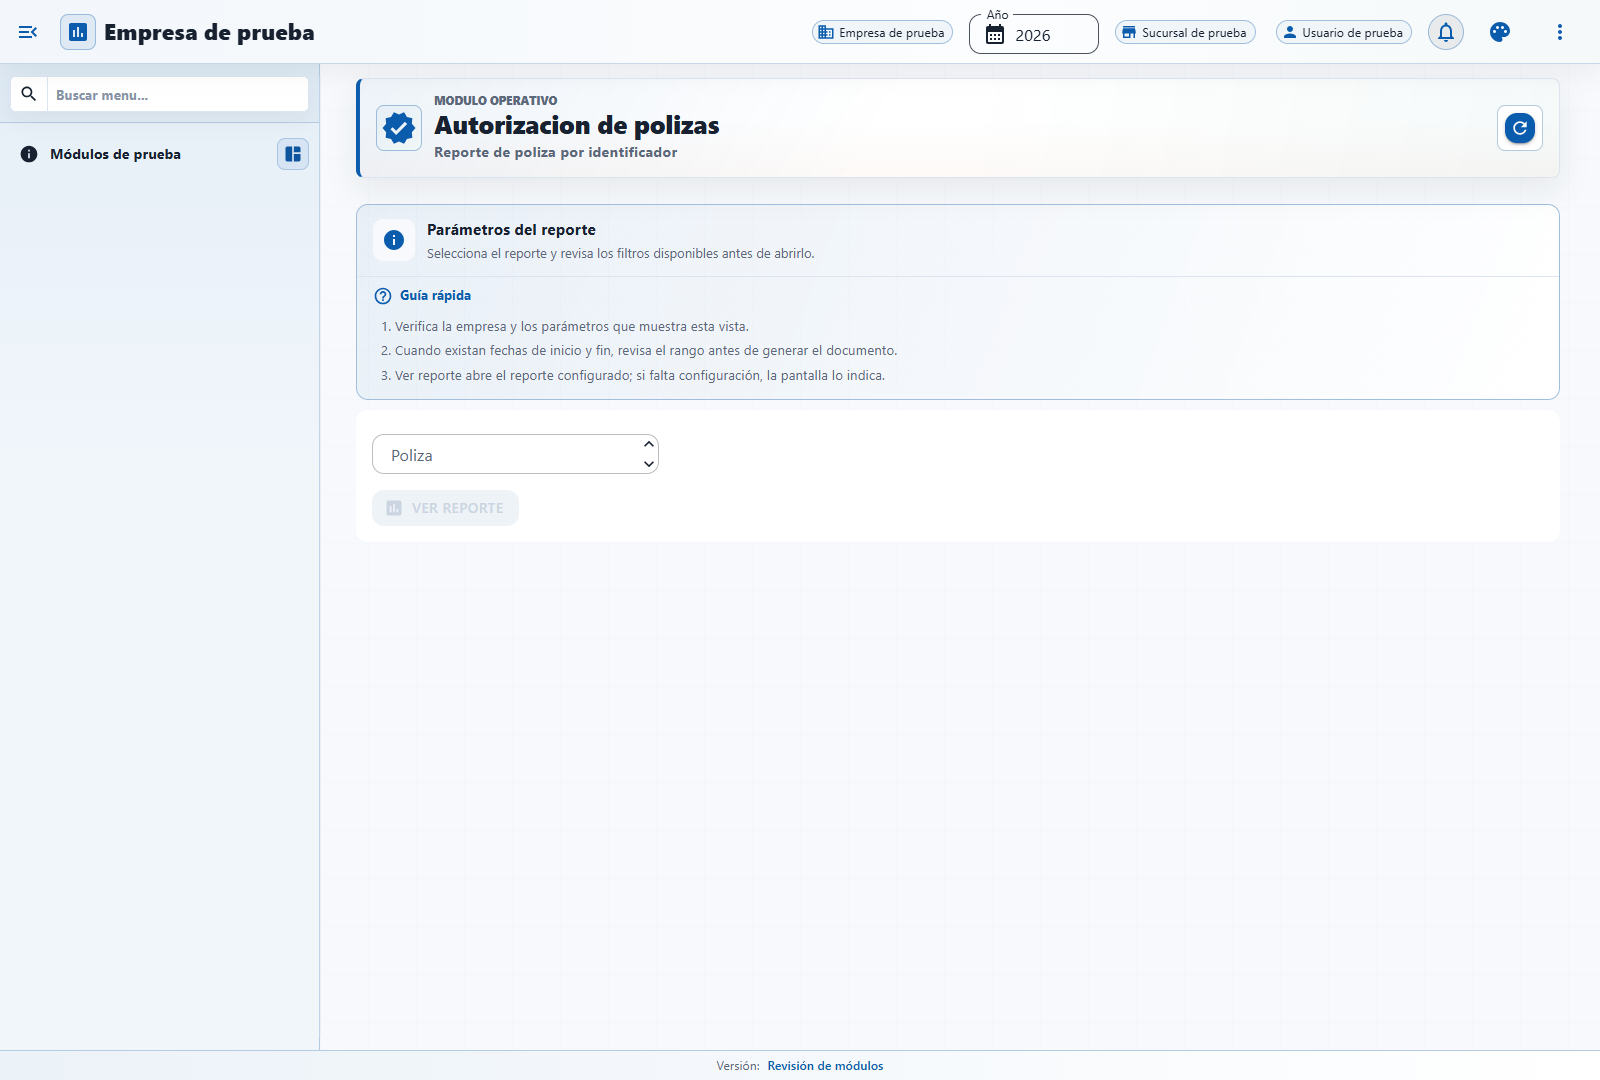 Empresa de prueba
Empresa de prueba
Año
2026
Sucursal de prueba
Usuario de prueba
Buscar menu...
Módulos de prueba
MODULO OPERATIVO
Autorizacion de polizas
Reporte de poliza por identificador
Parámetros del reporte
Selecciona el reporte y revisa los filtros disponibles antes de abrirlo.
Guía rápida
1. Verifica la empresa y los parámetros que muestra esta vista.
2. Cuando existan fechas de inicio y fin, revisa el rango antes de generar el documento.
3. Ver reporte abre el reporte configurado; si falta configuración, la pantalla lo indica.
Poliza
VER REPORTE
Versión: Revisión de módulos